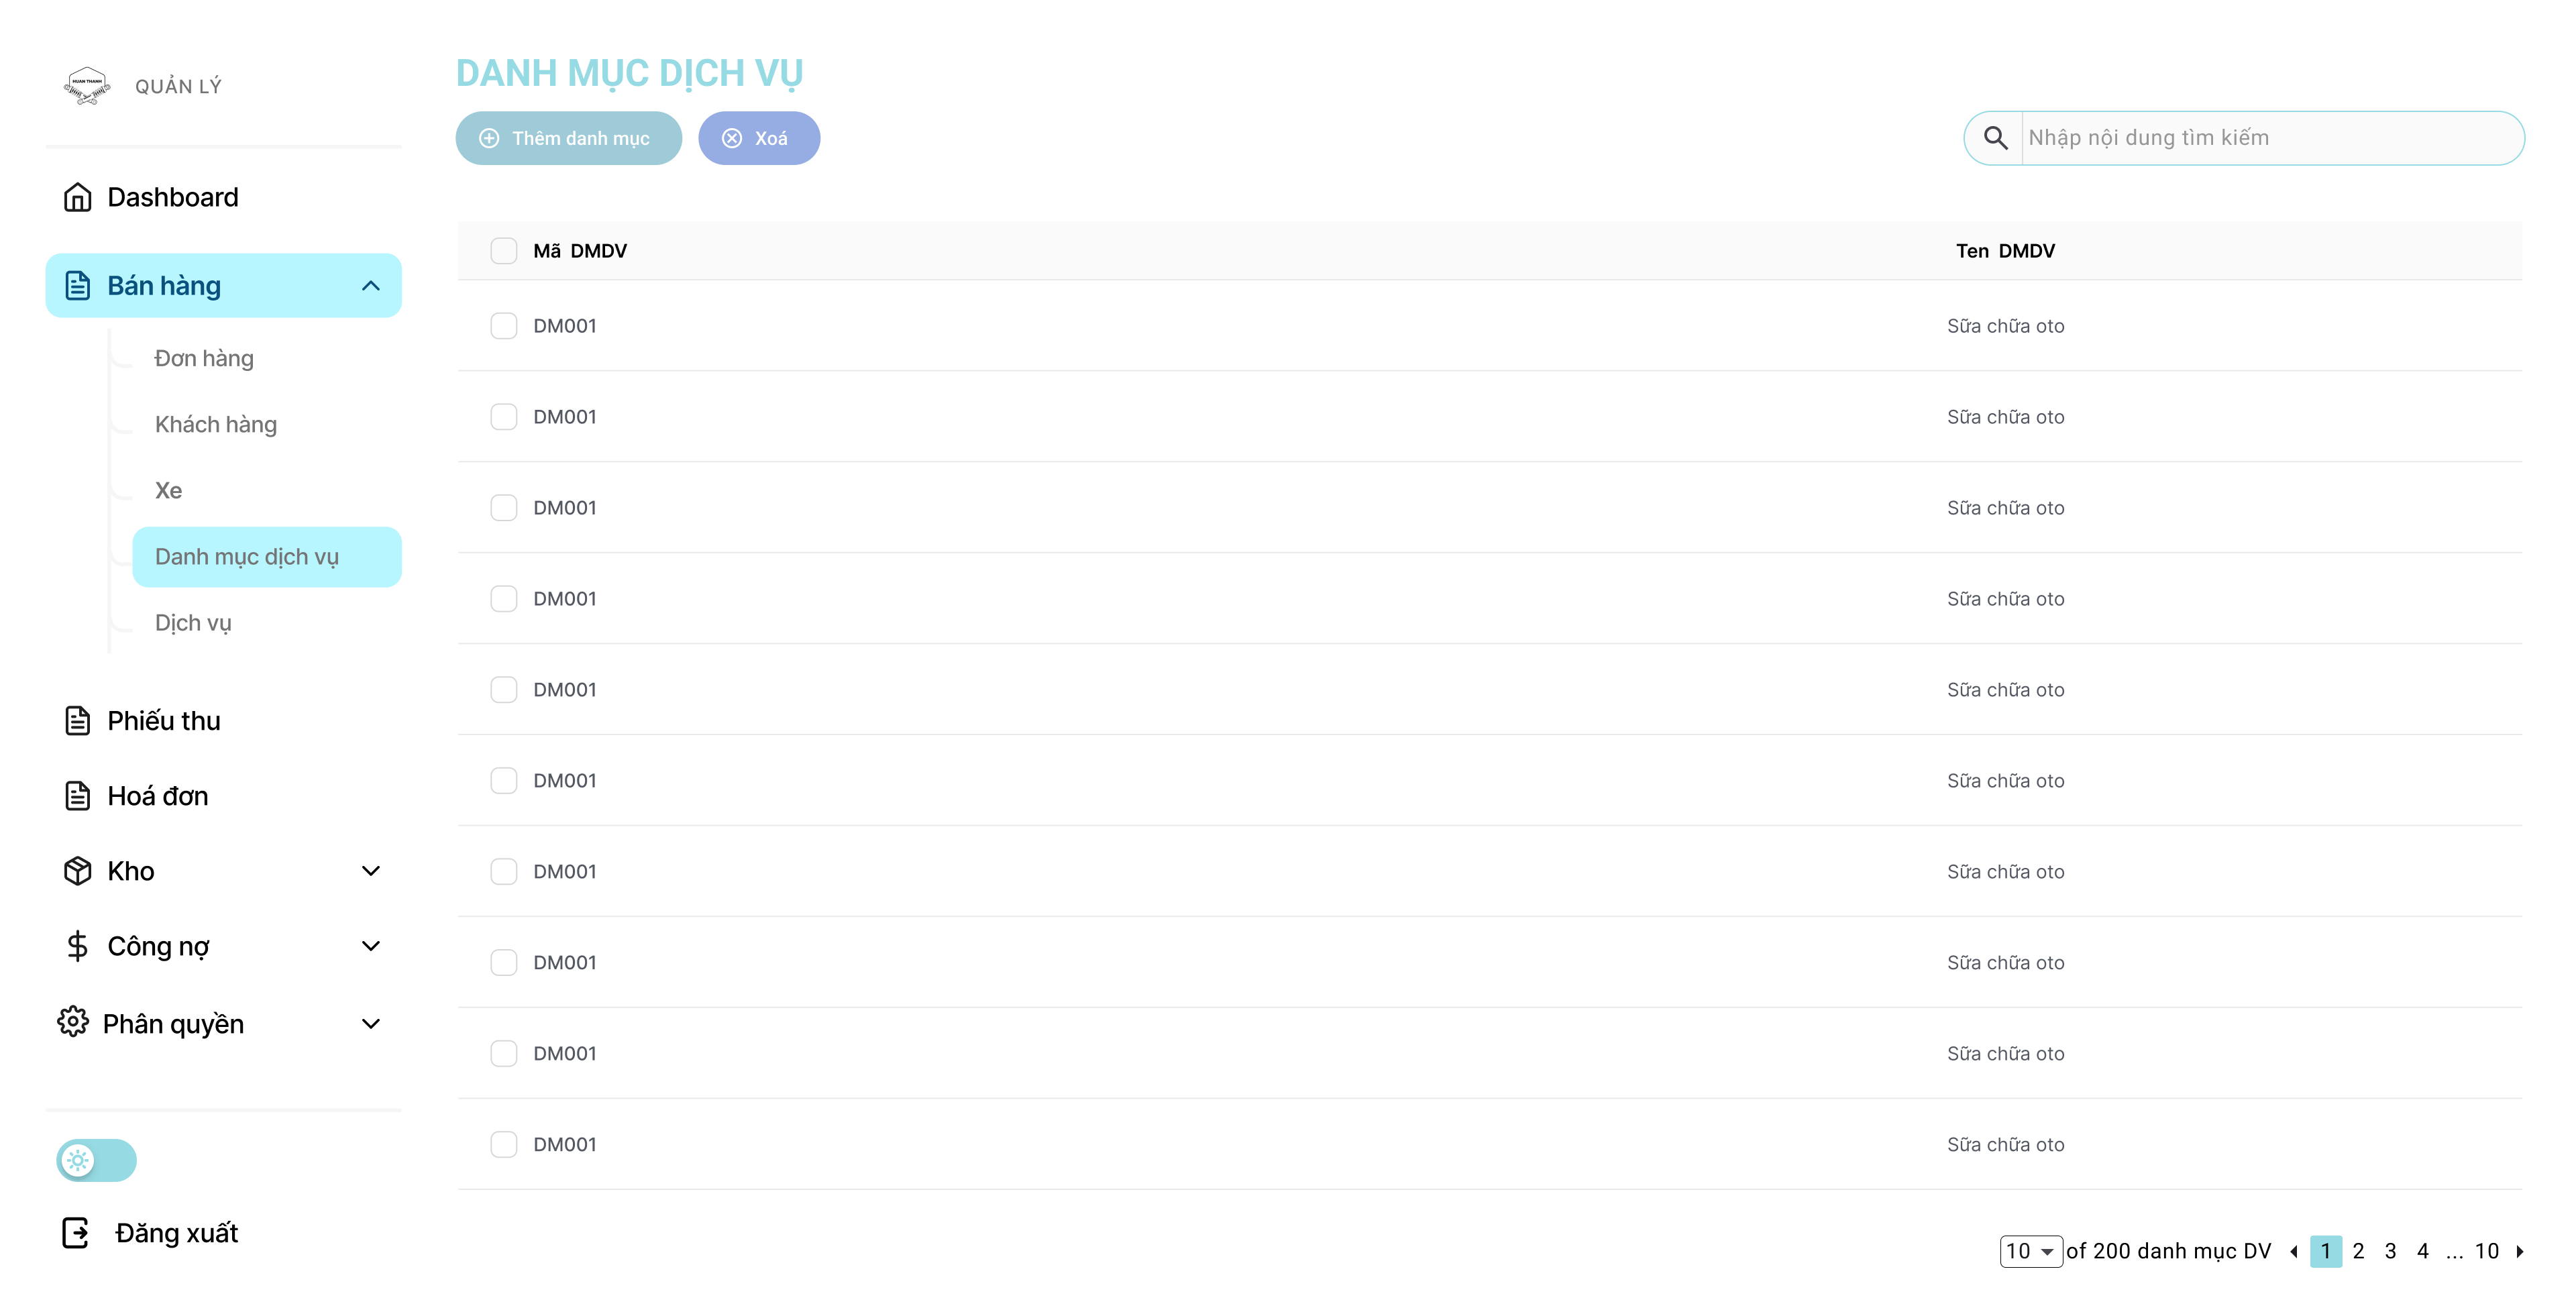 HUAN THANH
QUẢN LÝ
Dashboard
Bán hàng
Đơn hàng
Khách hàng
Xe
Danh mục dịch vụ
Dịch vụ
Phiếu thu
Hoá đơn
Kho
Công nợ
Phân quyền
Đăng xuất
DANH MỤC DỊCH VỤ
Thêm danh mục
Xoá
Nhập nội dung tìm kiếm
Mã DMDV Ten DMDV
DM001 Sữa chữa oto
DM001 Sữa chữa oto
DM001 Sữa chữa oto
DM001 Sữa chữa oto
DM001 Sữa chữa oto
DM001 Sữa chữa oto
DM001 Sữa chữa oto
DM001 Sữa chữa oto
DM001 Sữa chữa oto
DM001 Sữa chữa oto
10 of 200 danh mục DV 1 2 3 4 ... 10